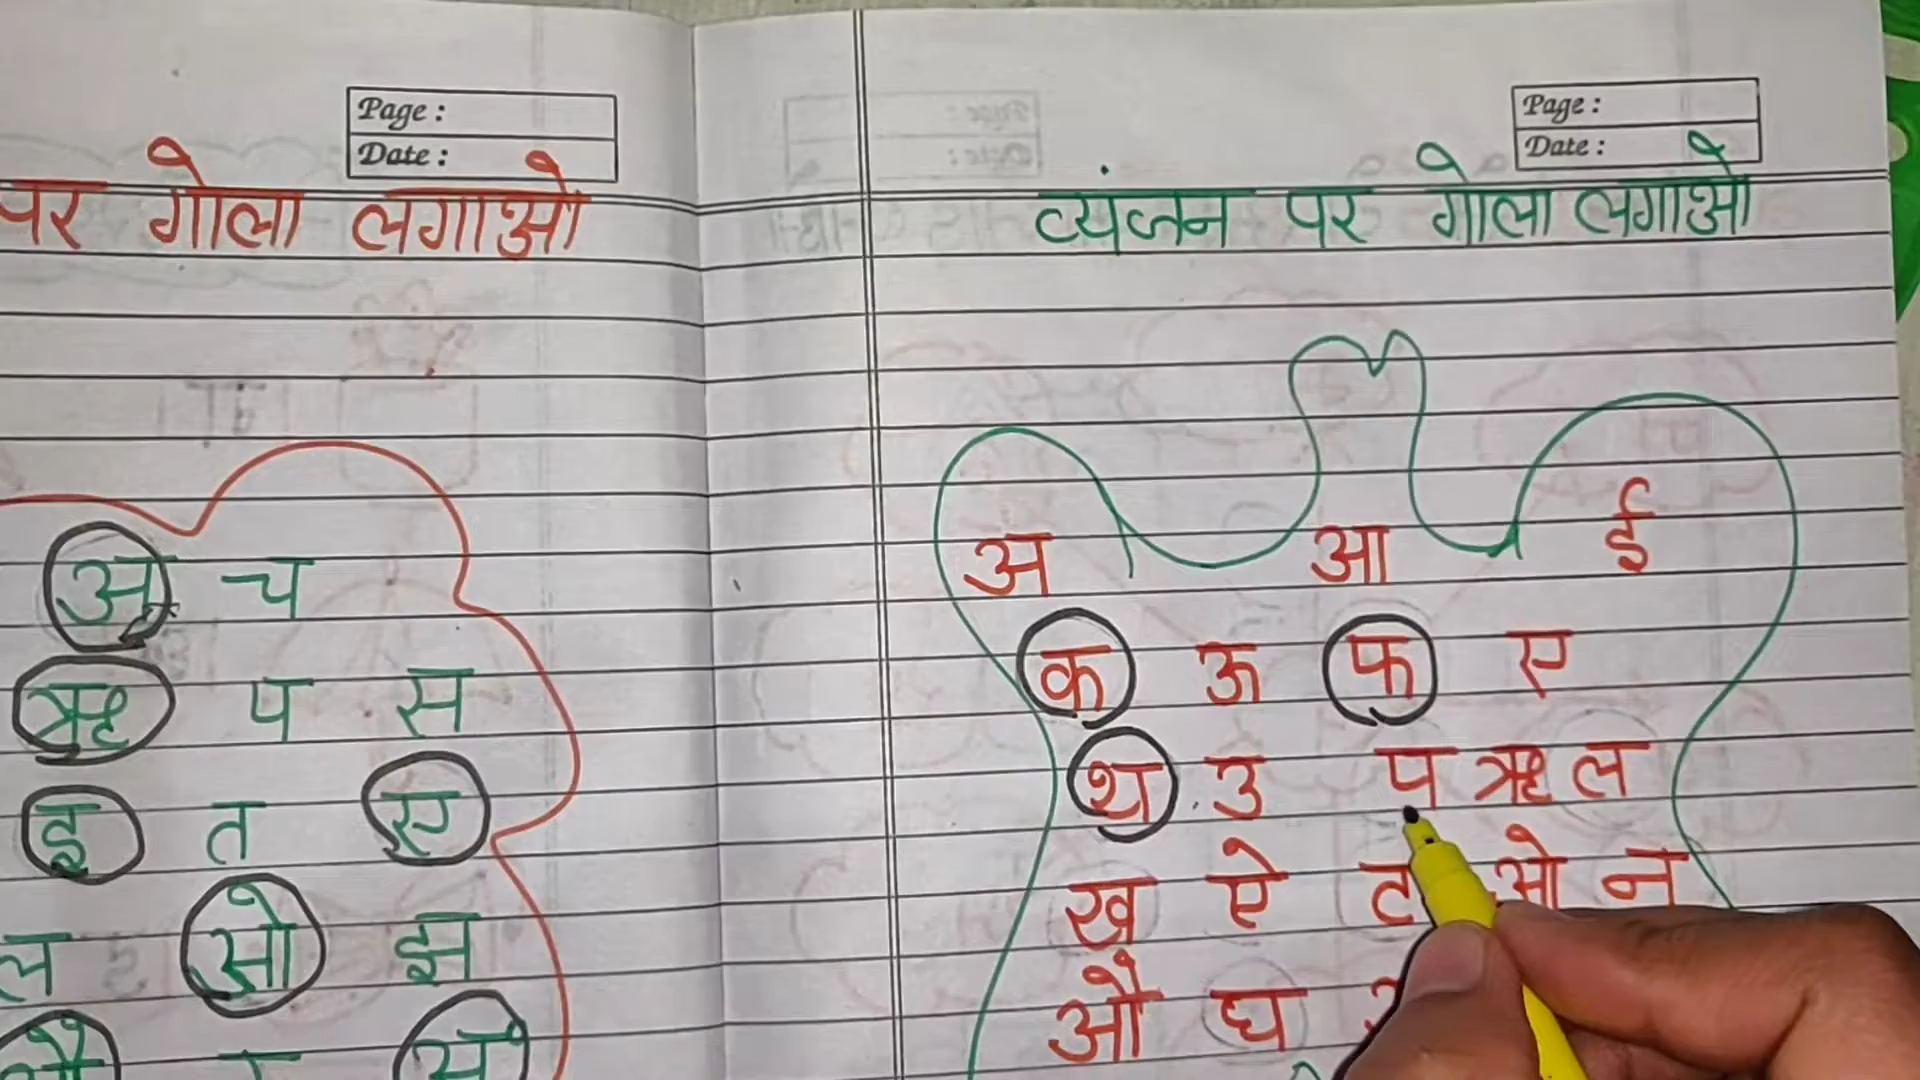 Page :
Date :
पर गोला लगाओ
अ च
ऋ प स
इ त ए
ल ओ झ
औ
अ
Page :
Date :
व्यंजन पर गोला लगाओ
अ आ ई
क ऊ फ ए
थ उ प ऋ ल
ख ऐ ट ओ न
औ घ